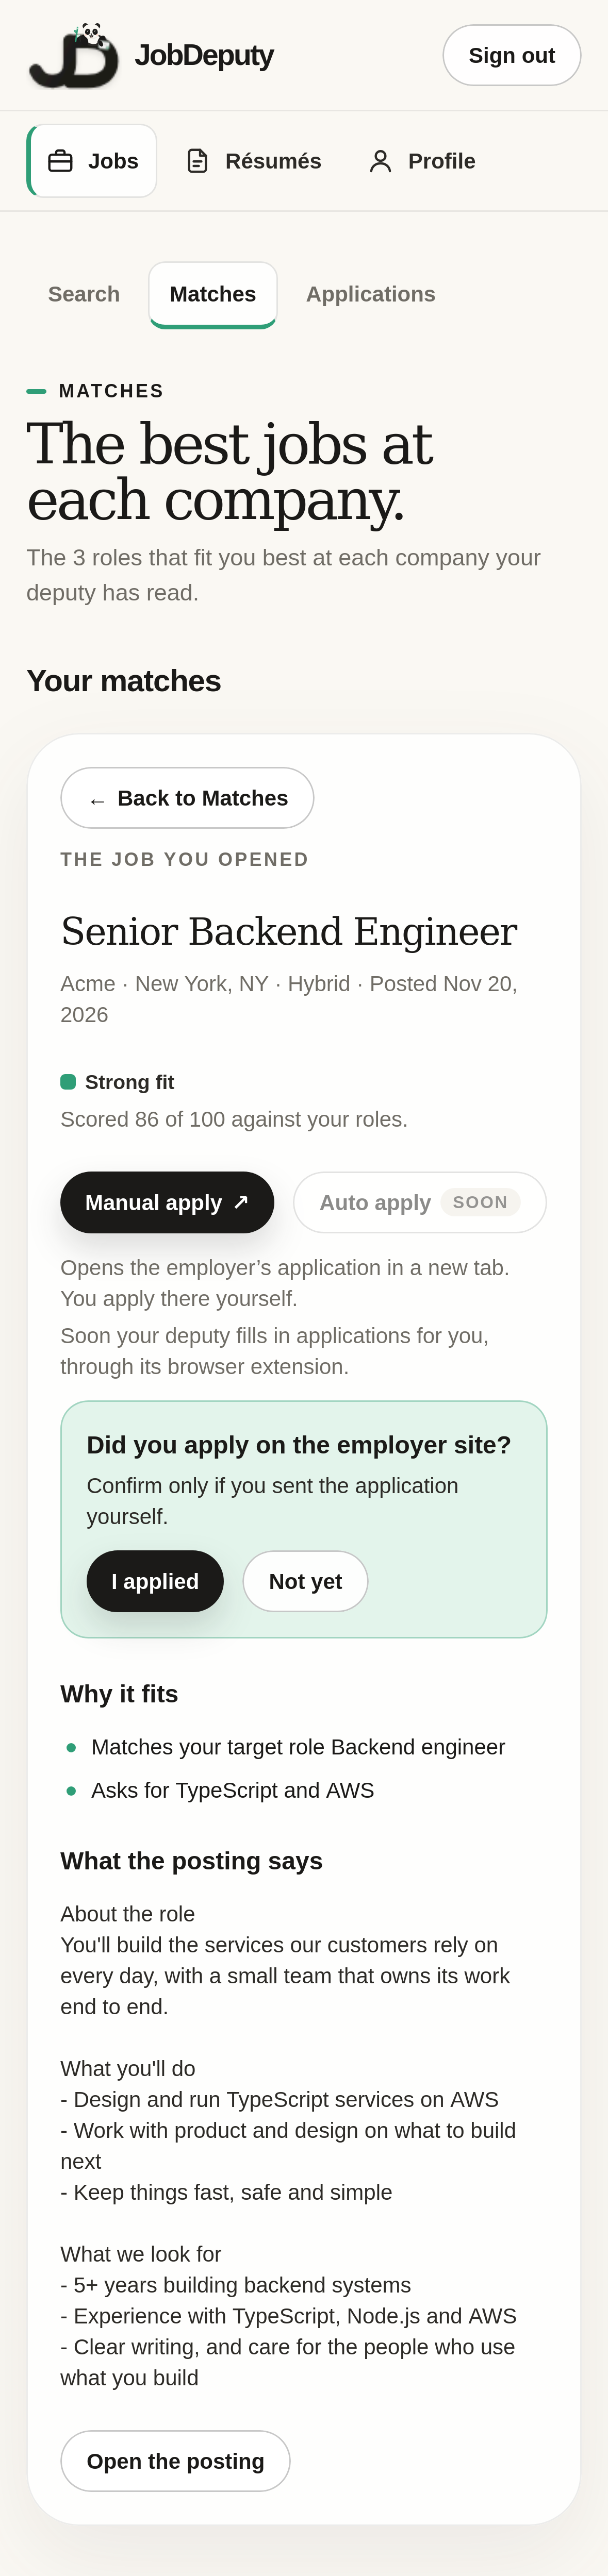 JobDeputy
Sign out
Jobs
Résumés
Profile
Search
Matches
Applications
MATCHES
The best jobs at
each company.
The 3 roles that fit you best at each company your
deputy has read.
Your matches
← Back to Matches
THE JOB YOU OPENED
Senior Backend Engineer
Acme · New York, NY · Hybrid · Posted Nov 20,
2026
Strong fit
Scored 86 of 100 against your roles.
Manual apply ↗
Auto apply SOON
Opens the employer’s application in a new tab.
You apply there yourself.
Soon your deputy fills in applications for you,
through its browser extension.
Did you apply on the employer site?
Confirm only if you sent the application
yourself.
I applied
Not yet
Why it fits
Matches your target role Backend engineer
Asks for TypeScript and AWS
What the posting says
About the role
You'll build the services our customers rely on
every day, with a small team that owns its work
end to end.
What you'll do
- Design and run TypeScript services on AWS
- Work with product and design on what to build
next
- Keep things fast, safe and simple
What we look for
- 5+ years building backend systems
- Experience with TypeScript, Node.js and AWS
- Clear writing, and care for the people who use
what you build
Open the posting